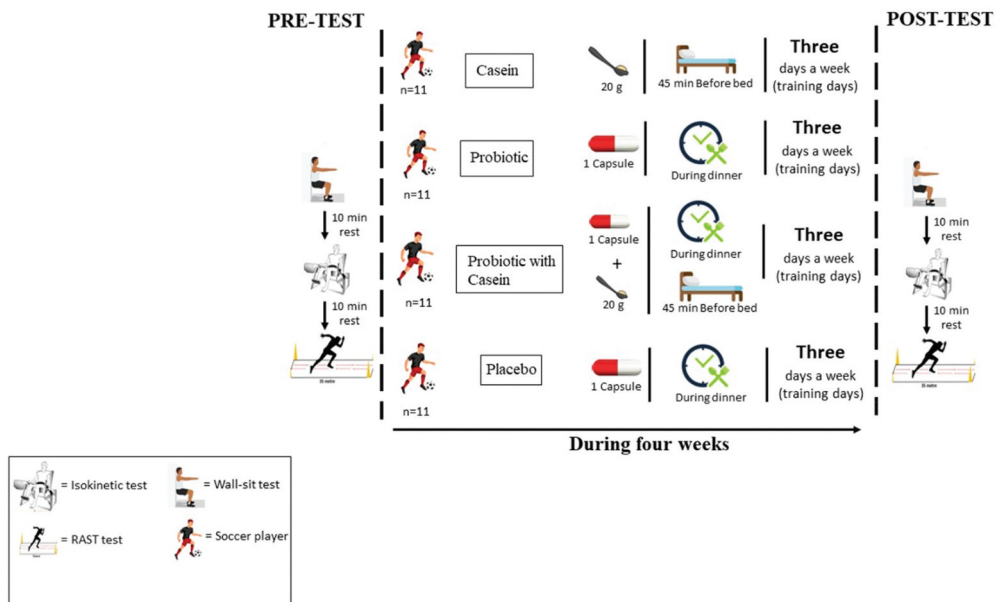 PRE-TEST
POST-TEST
n=11
Casein
20 g
45 min Before bed
Three
days a week
(training days)
n=11
Probiotic
1 Capsule
During dinner
Three
days a week
(training days)
10 min
rest
10 min
rest
35 metre
n=11
Probiotic with
Casein
1 Capsule
+
20 g
During dinner
45 min Before bed
Three
days a week
(training days)
n=11
Placebo
1 Capsule
During dinner
Three
days a week
(training days)
10 min
rest
10 min
rest
35 metre
During four weeks
= Isokinetic test
= Wall-sit test
= RAST test
= Soccer player